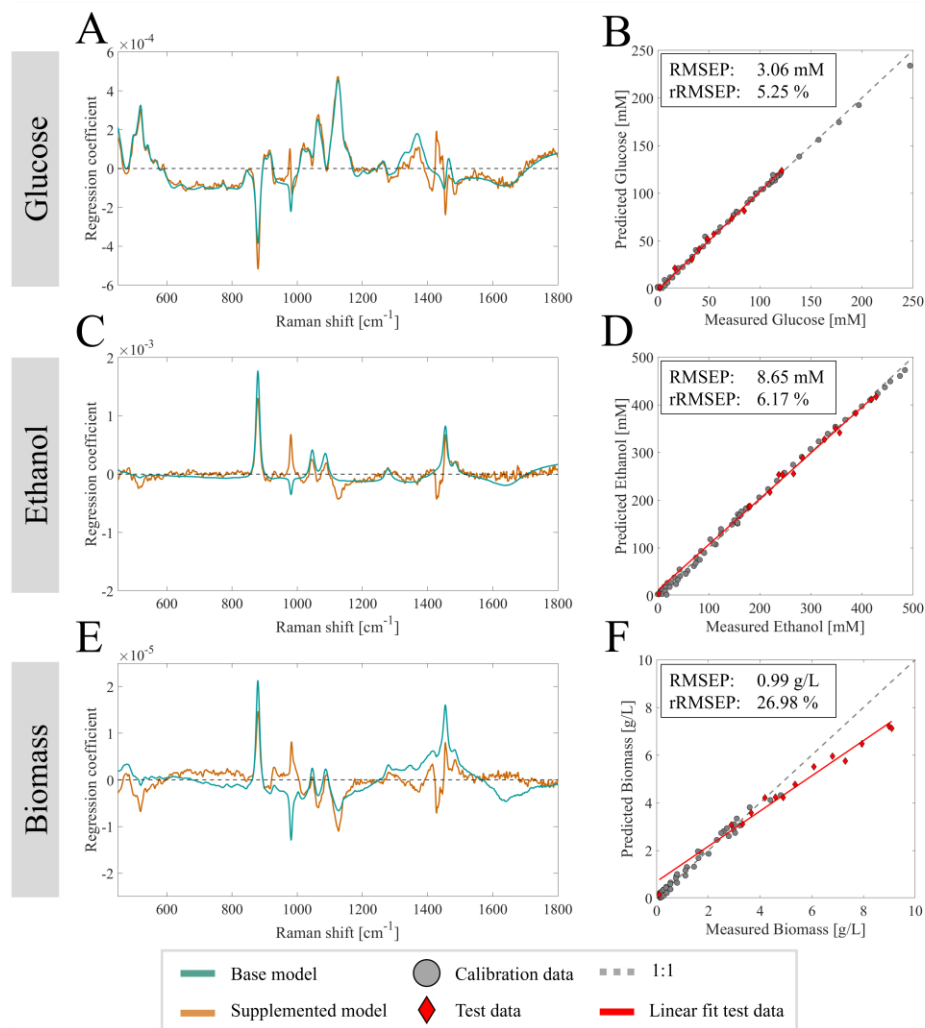 Glucose
A
×10⁻⁴
6
4
2
0
-2
-4
-6
Regression coefficient
600 800 1000 1200 1400 1600 1800
Raman shift [cm⁻¹]
B
RMSEP: 3.06 mM
rRMSEP: 5.25 %
250
200
150
100
50
0
Predicted Glucose [mM]
0 50 100 150 200 250
Measured Glucose [mM]
Ethanol
C
×10⁻³
2
1
0
-1
-2
Regression coefficient
600 800 1000 1200 1400 1600 1800
Raman shift [cm⁻¹]
D
RMSEP: 8.65 mM
rRMSEP: 6.17 %
500
400
300
200
100
0
Predicted Ethanol [mM]
0 100 200 300 400 500
Measured Ethanol [mM]
Biomass
E
×10⁻⁵
2
1
0
-1
-2
Regression coefficient
600 800 1000 1200 1400 1600 1800
Raman shift [cm⁻¹]
F
RMSEP: 0.99 g/L
rRMSEP: 26.98 %
10
8
6
4
2
0
Predicted Biomass [g/L]
0 2 4 6 8 10
Measured Biomass [g/L]
Base model
Calibration data
1:1
Supplemented model
Test data
Linear fit test data